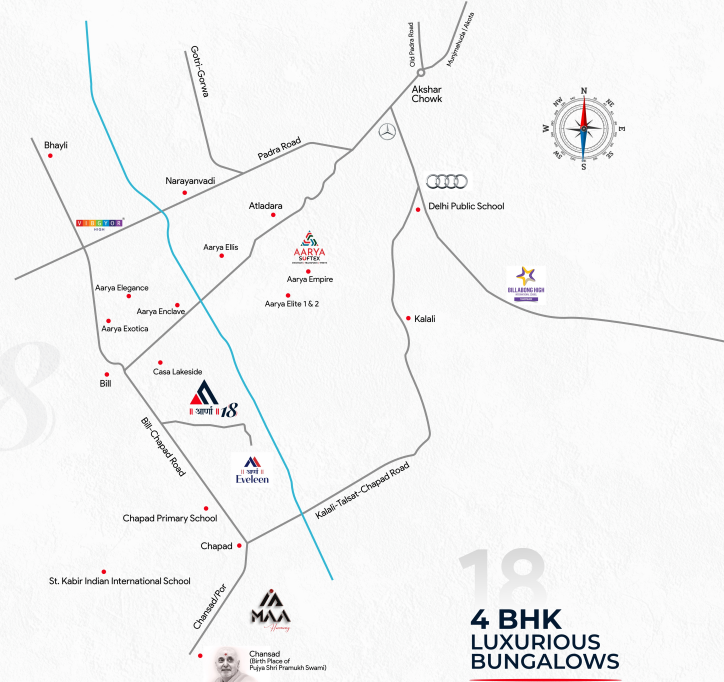 Old Padra Road
Munjmahuda | Akota
Gotri-Gorwa
Akshar
Chowk
N
NE
E
SE
S
SW
W
NW
Bhayli
Padra Road
Narayanvadi
Delhi Public School
Atladara
VIBGYOR
HIGH
Aarya Ellis
AARYA
SUFTEX
Aarya Empire
BILLABONG HIGH
Aarya Elegance
Aarya Enclave
Aarya Elite 1 & 2
Aarya Exotica
Kalali
Casa Lakeside
Bill
॥ आर्णा ॥ 18
Bill-Chapad Road
॥ आर्णा ॥
Eveleen
Kalali-Talsat-Chapad Road
Chapad Primary School
Chapad
St. Kabir Indian International School
Chansad/Por
MAA
Harmony
Chansad
(Birth Place of
Pujya Shri Pramukh Swami)
8
18
4 BHK
LUXURIOUS
BUNGALOWS